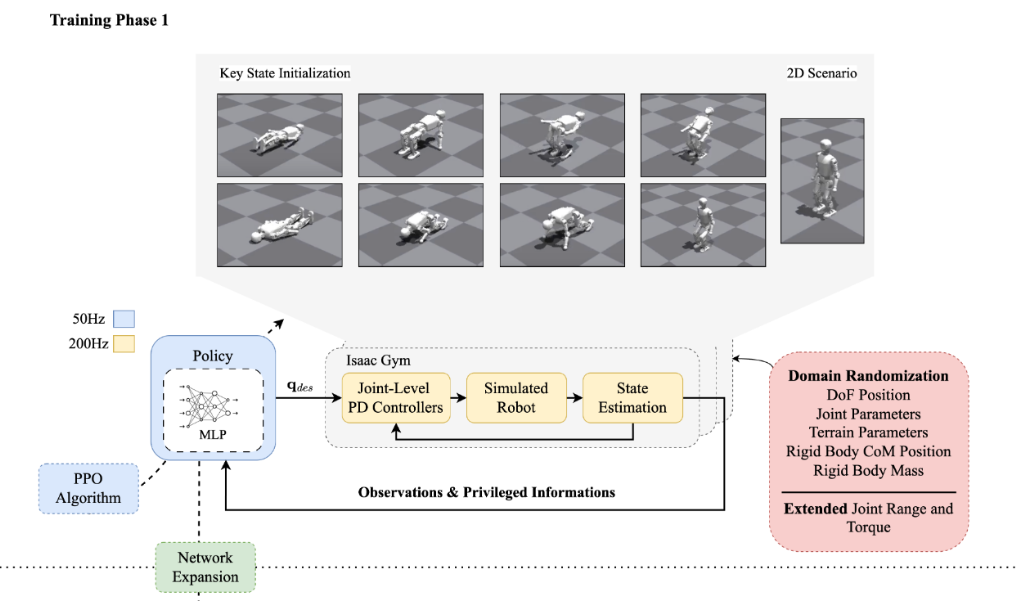 Training Phase 1
Key State Initialization
2D Scenario
50Hz
200Hz
Policy
MLP
q_des
Isaac Gym
Joint-Level
PD Controllers
Simulated
Robot
State
Estimation
Domain Randomization
DoF Position
Joint Parameters
Terrain Parameters
Rigid Body CoM Position
Rigid Body Mass
Extended Joint Range and
Torque
PPO
Algorithm
Observations & Privileged Informations
Network
Expansion